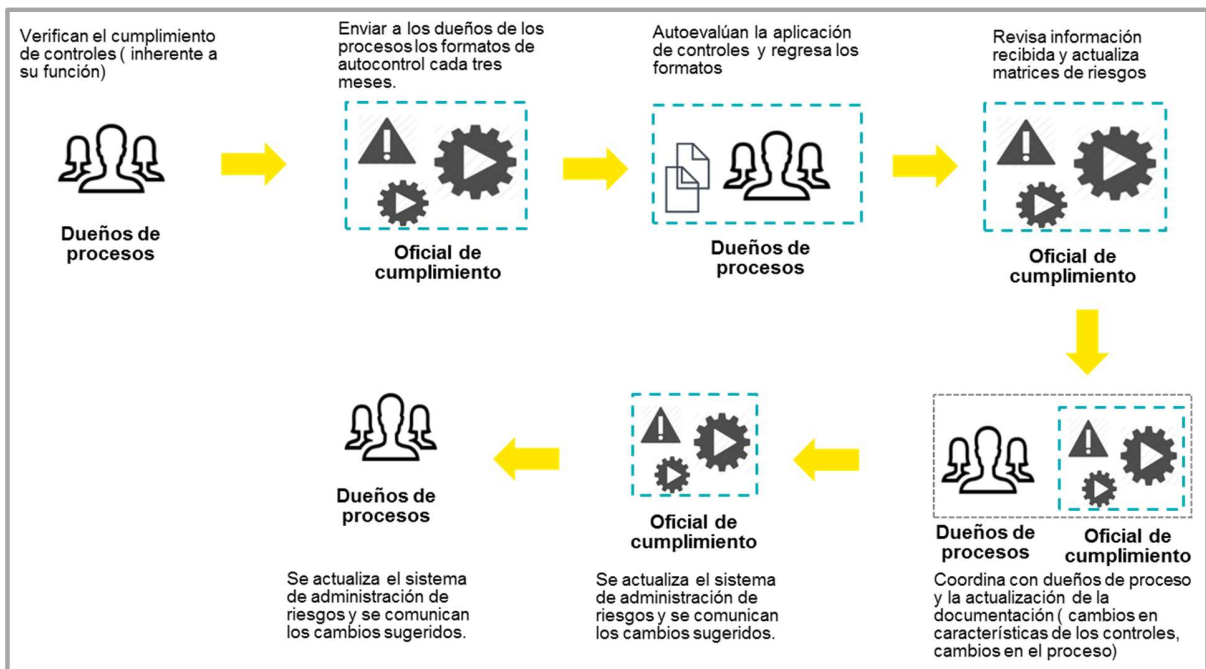 Verifican el cumplimiento
de controles ( inherente a
su función)
Dueños de
procesos
Enviar a los dueños de los
procesos los formatos de
autocontrol cada tres
meses.
Oficial de
cumplimiento
Autoevalúan la aplicación
de controles y regresa los
formatos
Dueños de
procesos
Revisa información
recibida y actualiza
matrices de riesgos
Oficial de
cumplimiento
Dueños de
procesos
Oficial de
cumplimiento
Coordina con dueños de proceso
y la actualización de la
documentación ( cambios en
características de los controles,
cambios en el proceso)
Oficial de
cumplimiento
Se actualiza el sistema
de administración de
riesgos y se comunican
los cambios sugeridos.
Dueños de
procesos
Se actualiza el sistema
de administración de
riesgos y se comunican
los cambios sugeridos.